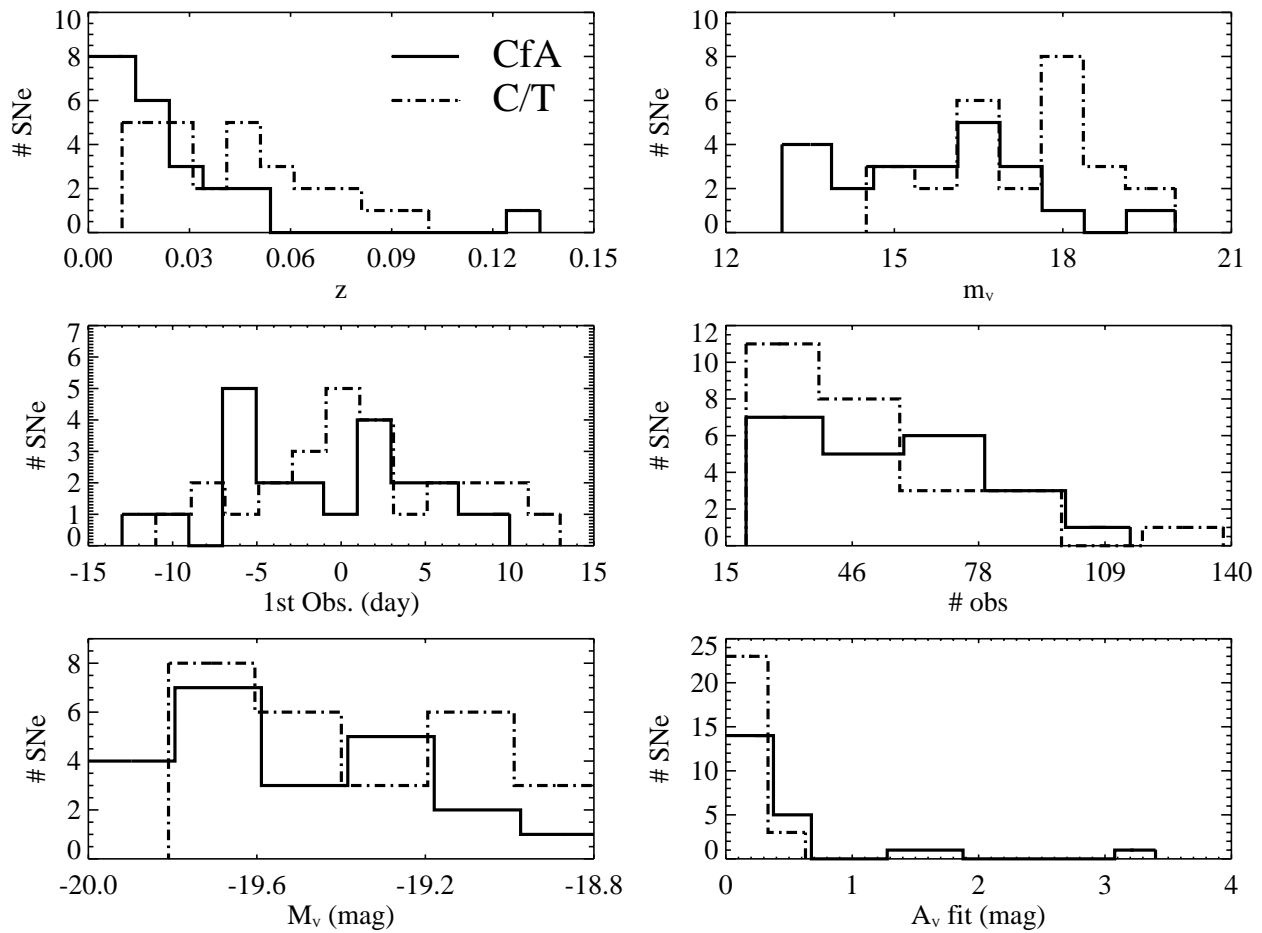 10
8
6
4
2
0
# SNe
CfA
C/T
0.00 0.03 0.06 0.09 0.12 0.15
z
10
8
6
4
2
0
# SNe
12 15 18 21
mᵥ
7
6
5
4
3
2
1
0
# SNe
-15 -10 -5 0 5 10 15
1st Obs. (day)
12
10
8
6
4
2
0
# SNe
15 46 78 109 140
# obs
8
6
4
2
0
# SNe
-20.0 -19.6 -19.2 -18.8
Mᵥ (mag)
25
20
15
10
5
0
# SNe
0 1 2 3 4
Aᵥ fit (mag)